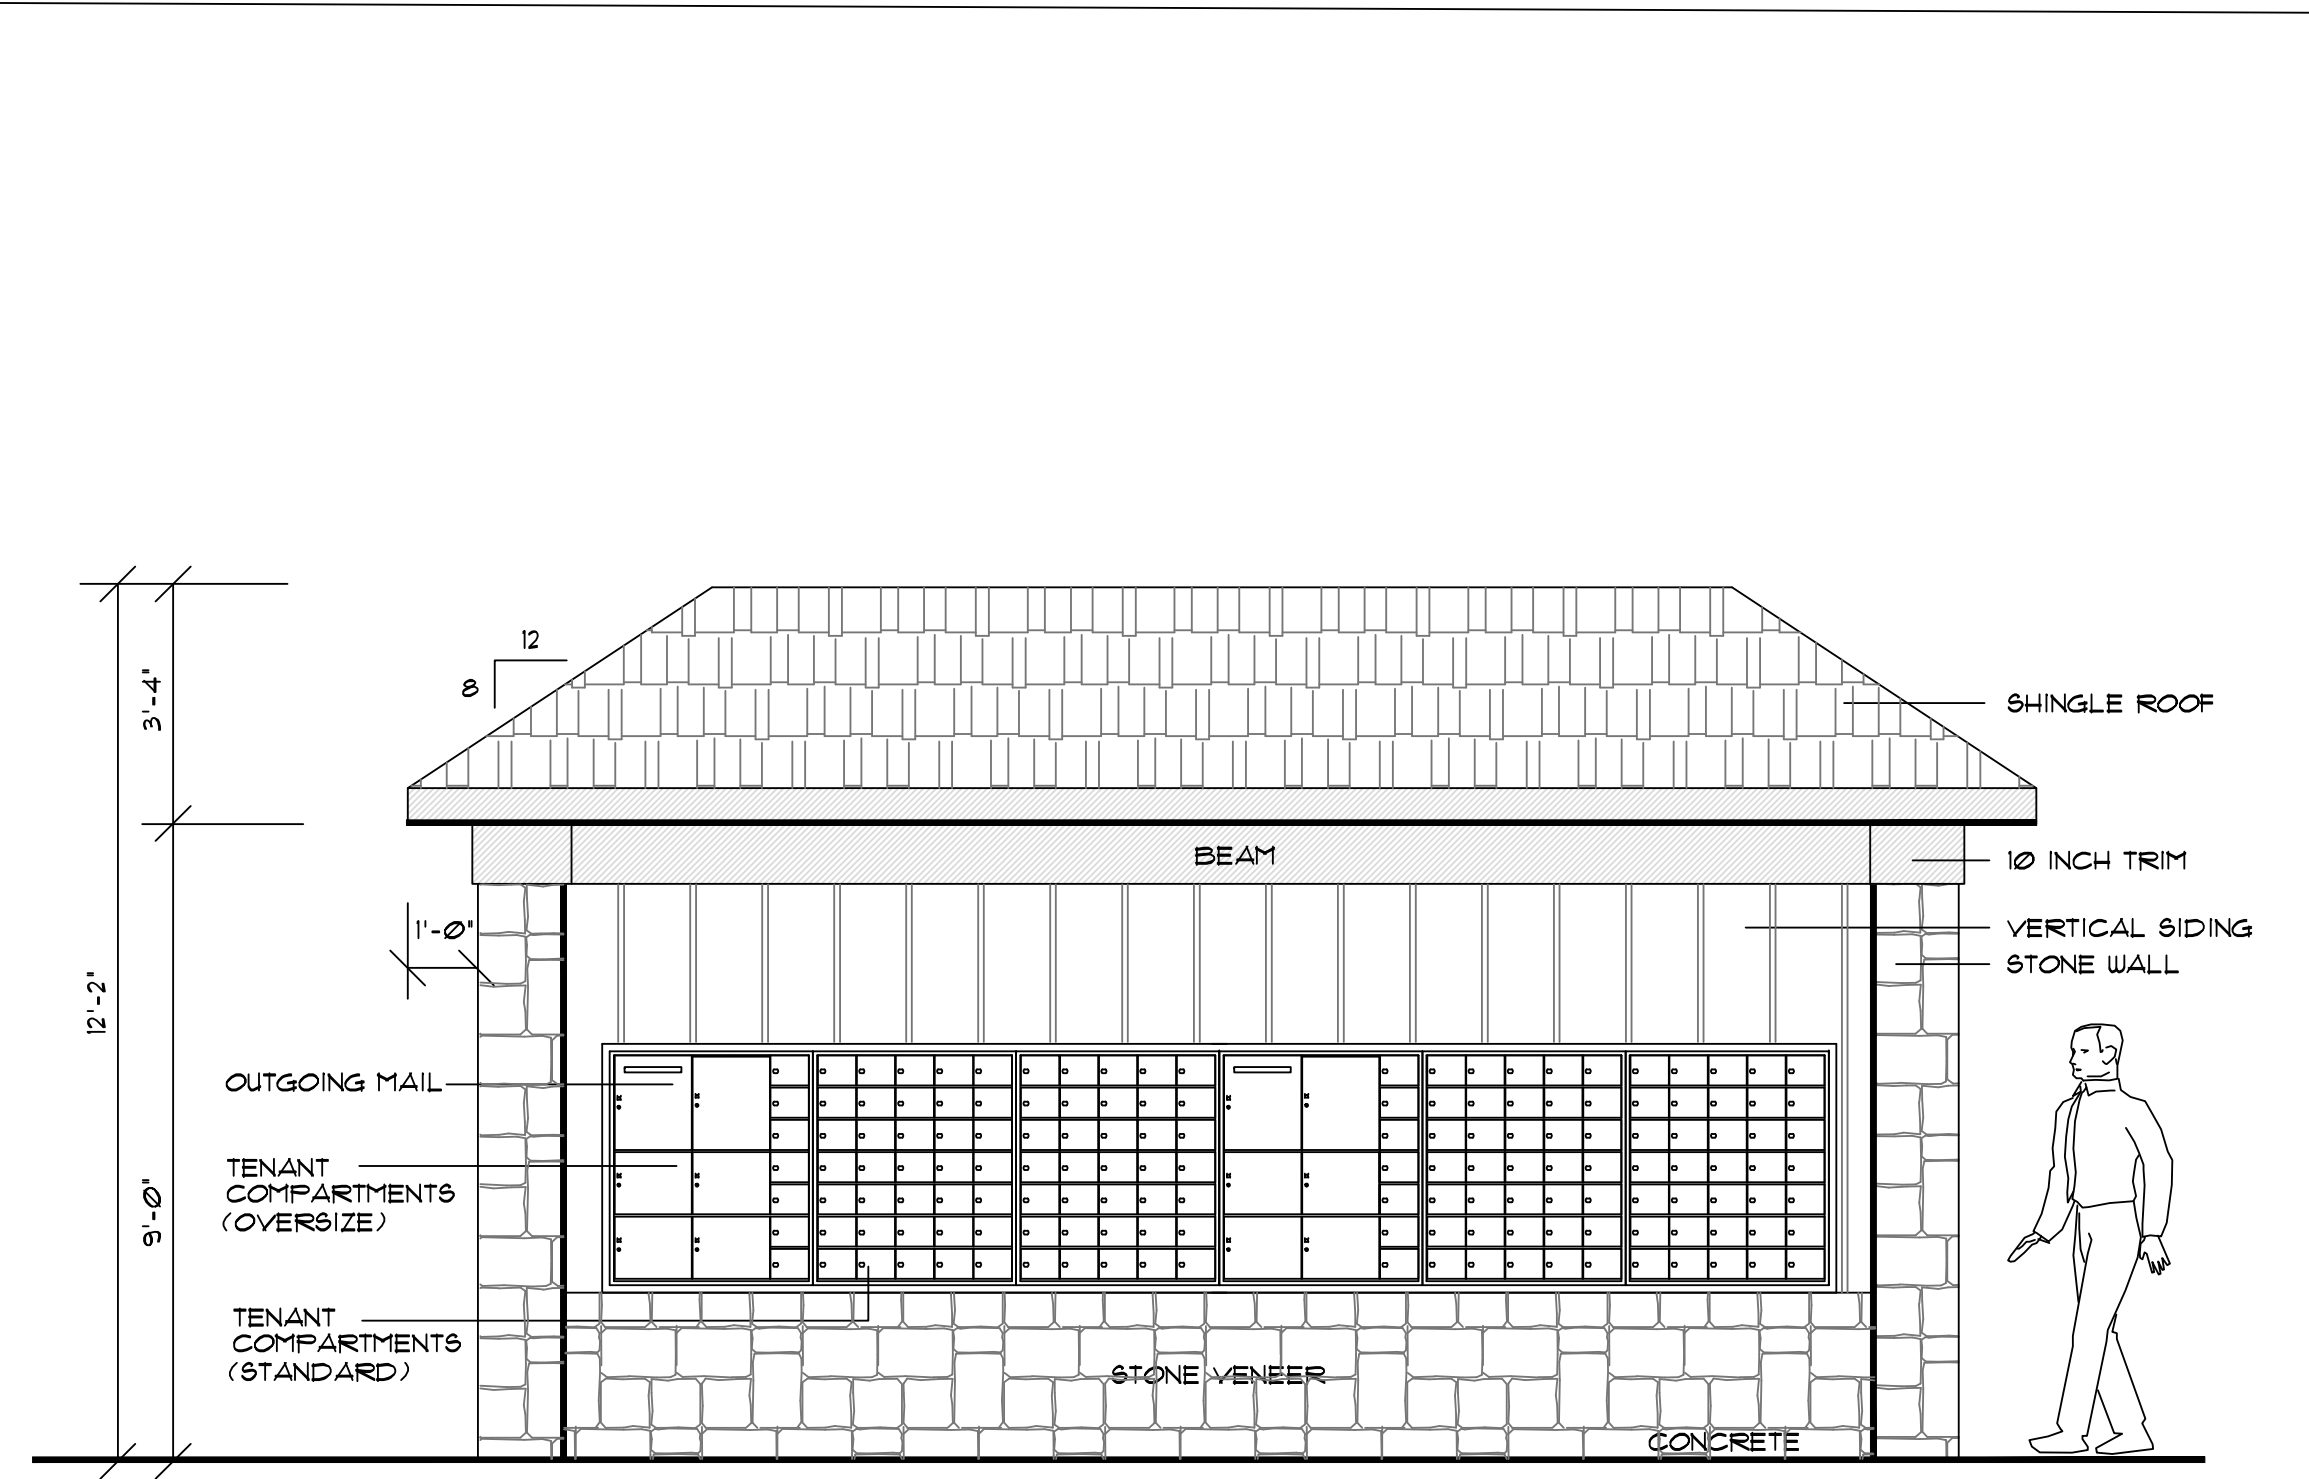 12
8
3'-4"
SHINGLE ROOF
BEAM
10 INCH TRIM
1'-0"
VERTICAL SIDING
STONE WALL
12'-2"
OUTGOING MAIL
TENANT
COMPARTMENTS
(OVERSIZE)
9'-0"
TENANT
COMPARTMENTS
(STANDARD)
STONE VENEER
CONCRETE